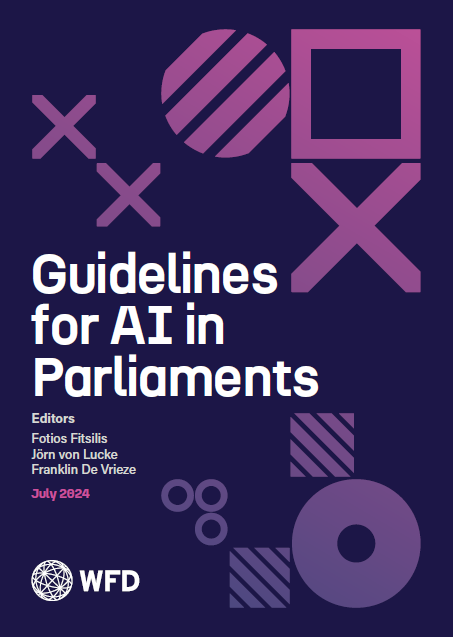 Guidelines
for AI in
Parliaments
Editors
Fotios Fitsilis
Jörn von Lucke
Franklin De Vrieze
July 2024
WFD